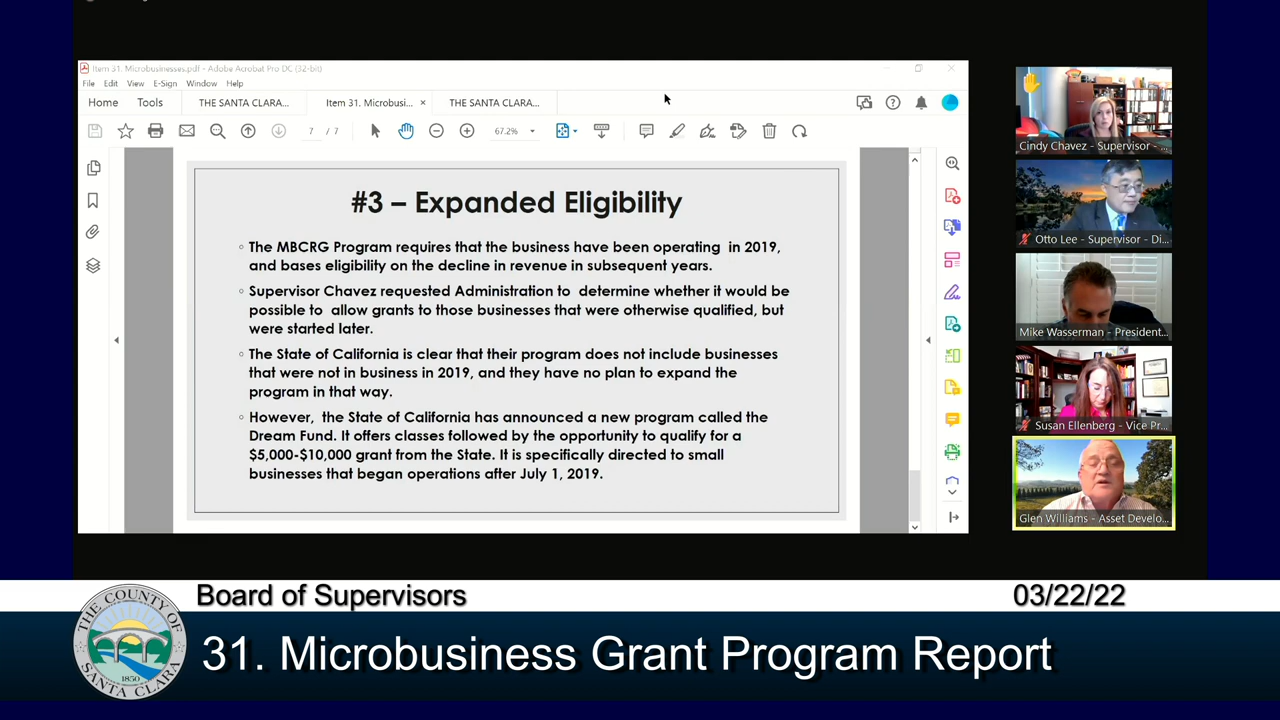 Item 31. Microbusinesses.pdf - Adobe Acrobat Pro DC (32-bit)
File Edit View E-Sign Window Help
Home Tools THE SANTA CLARA... Item 31. Microbusi... × THE SANTA CLARA...
7 / 7 67.2%
#3 – Expanded Eligibility
◦ The MBCRG Program requires that the business have been operating in 2019,
and bases eligibility on the decline in revenue in subsequent years.
◦ Supervisor Chavez requested Administration to determine whether it would be
possible to allow grants to those businesses that were otherwise qualified, but
were started later.
◦ The State of California is clear that their program does not include businesses
that were not in business in 2019, and they have no plan to expand the
program in that way.
◦ However, the State of California has announced a new program called the
Dream Fund. It offers classes followed by the opportunity to qualify for a
$5,000-$10,000 grant from the State. It is specifically directed to small
businesses that began operations after July 1, 2019.
Cindy Chavez - Supervisor - ...
Otto Lee - Supervisor - Di...
Mike Wasserman - President...
Susan Ellenberg - Vice Pr...
Glen Williams - Asset Develo...
Board of Supervisors
03/22/22
THE COUNTY OF
SANTA CLARA
1850
31. Microbusiness Grant Program Report